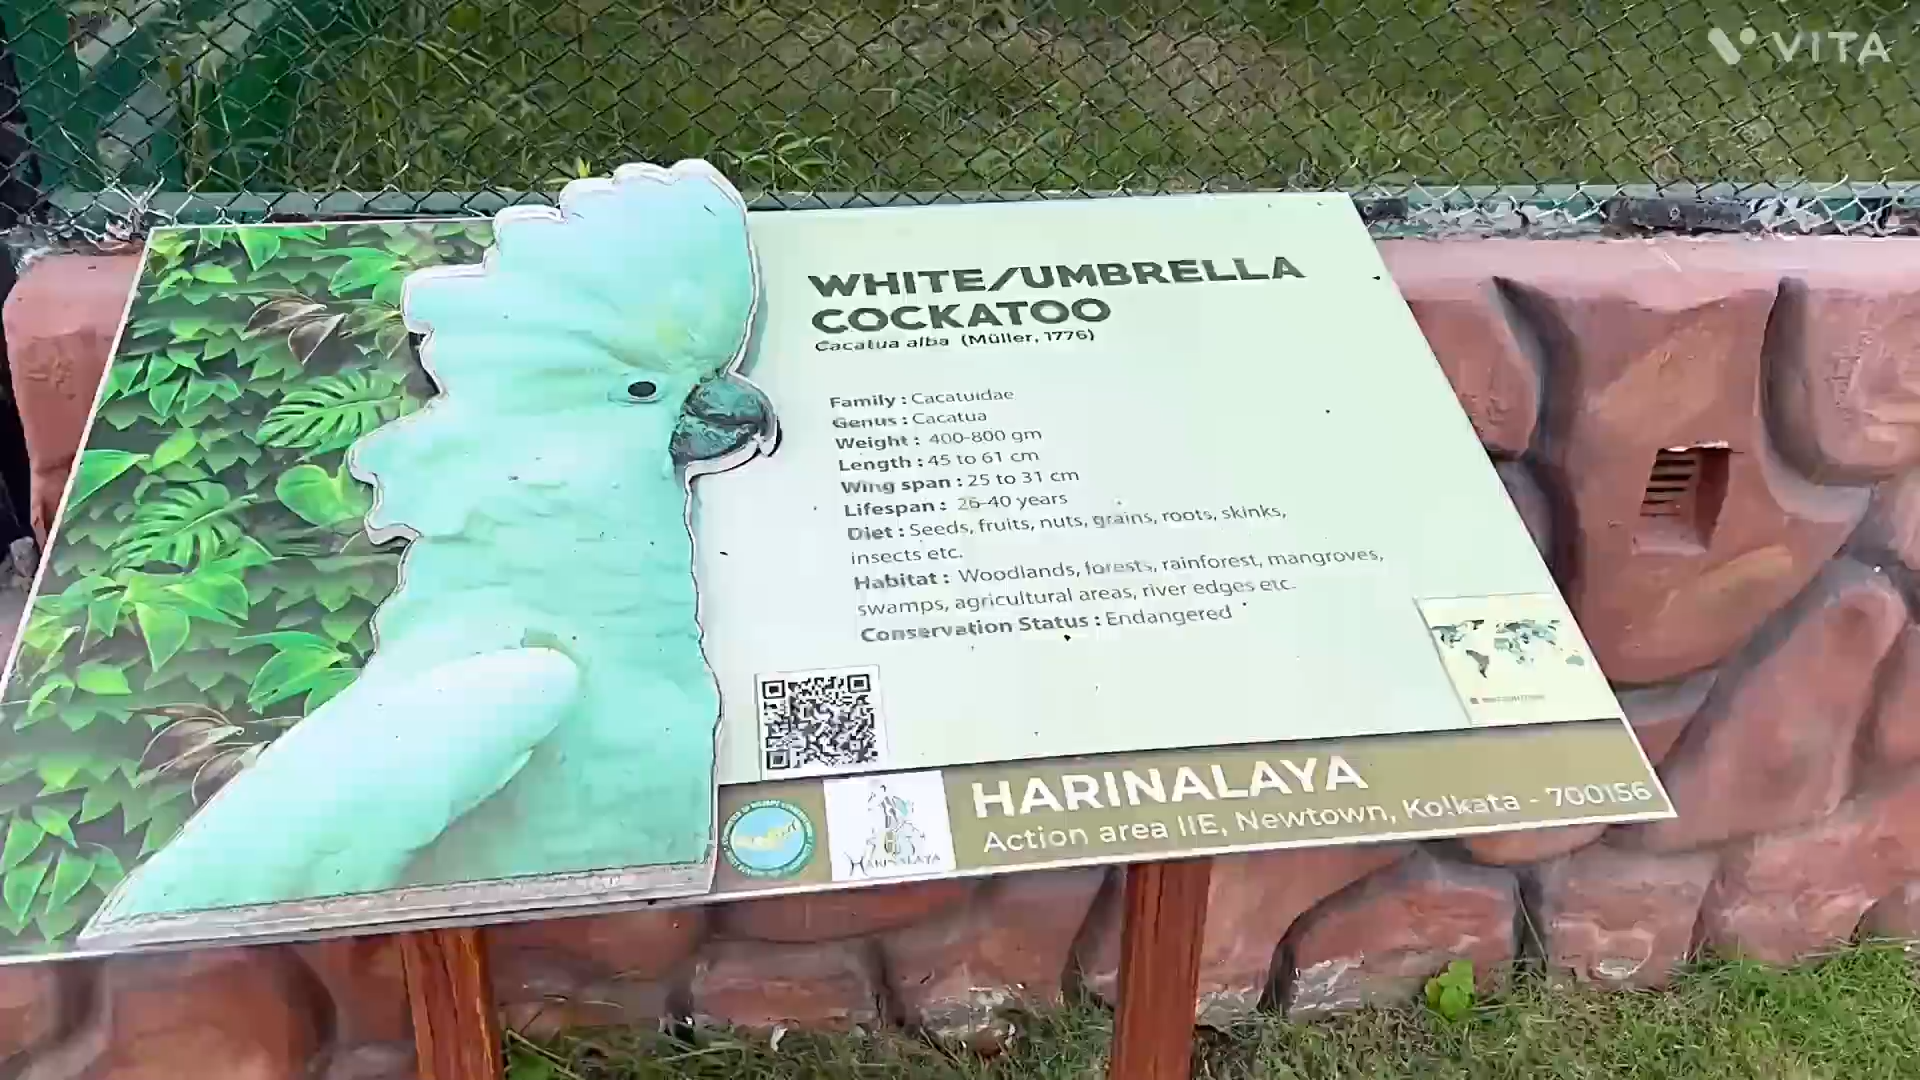 VITA
WHITE/UMBRELLA
COCKATOO
Cacatua alba (Müller, 1776)
Family : Cacatuidae
Genus : Cacatua
Weight : 400-800 gm
Length : 45 to 61 cm
Wing span : 25 to 31 cm
Lifespan : 26-40 years
Diet : Seeds, fruits, nuts, grains, roots, skinks,
insects etc.
Habitat : Woodlands, forests, rainforest, mangroves,
swamps, agricultural areas, river edges etc.
Conservation Status : Endangered
HARINALAYA
HARINALAYA
Action area IIE, Newtown, Kolkata - 700156